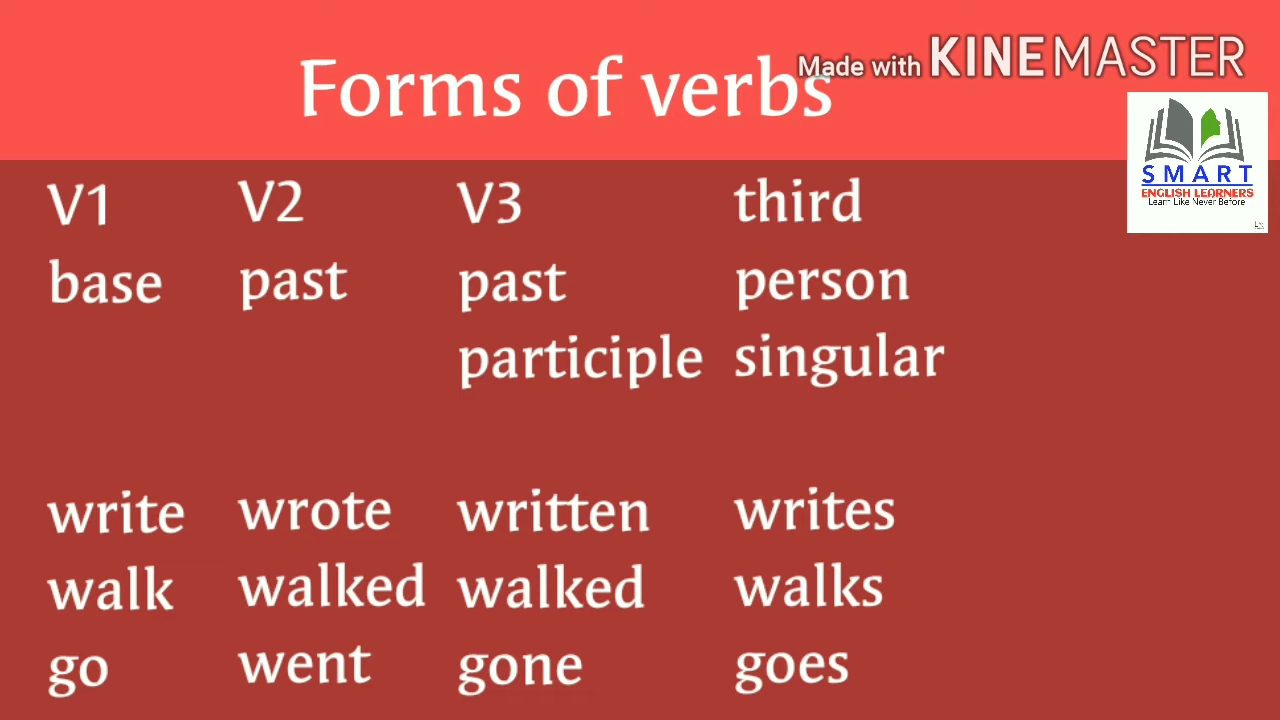 Made with KINEMASTER
Forms of verbs
SMART
ENGLISH LEARNERS
Learn Like Never Before
V1 V2 V3 third
base past past person
participle singular
write wrote written writes
walk walked walked walks
go went gone goes